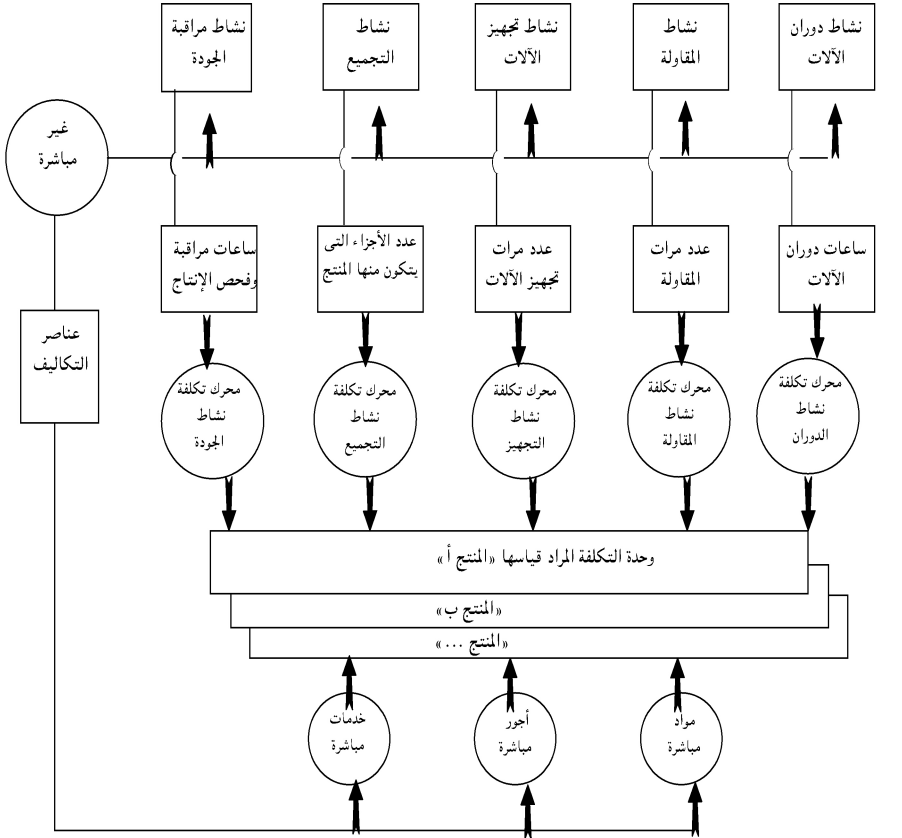 نشاط دوران
الآلات
نشاط
المقاولة
نشاط تجهيز
الآلات
نشاط
التجميع
نشاط مراقبة
الجودة
غير
مباشرة
ساعات دوران
الآلات
عدد مرات
المقاولة
عدد مرات
تجهيز الآلات
عدد الأجزاء التى
يتكون منها المنتج
ساعات مراقبة
وفحص الإنتاج
عناصر
التكاليف
محرك تكلفة
نشاط
الدوران
محرك تكلفة
نشاط
المقاولة
محرك تكلفة
نشاط
التجهيز
محرك تكلفة
نشاط
التجميع
محرك تكلفة
نشاط
الجودة
وحدة التكلفة المراد قياسها «المنتج أ»
«المنتج ب»
«المنتج ...»
مواد
مباشرة
أجور
مباشرة
خدمات
مباشرة